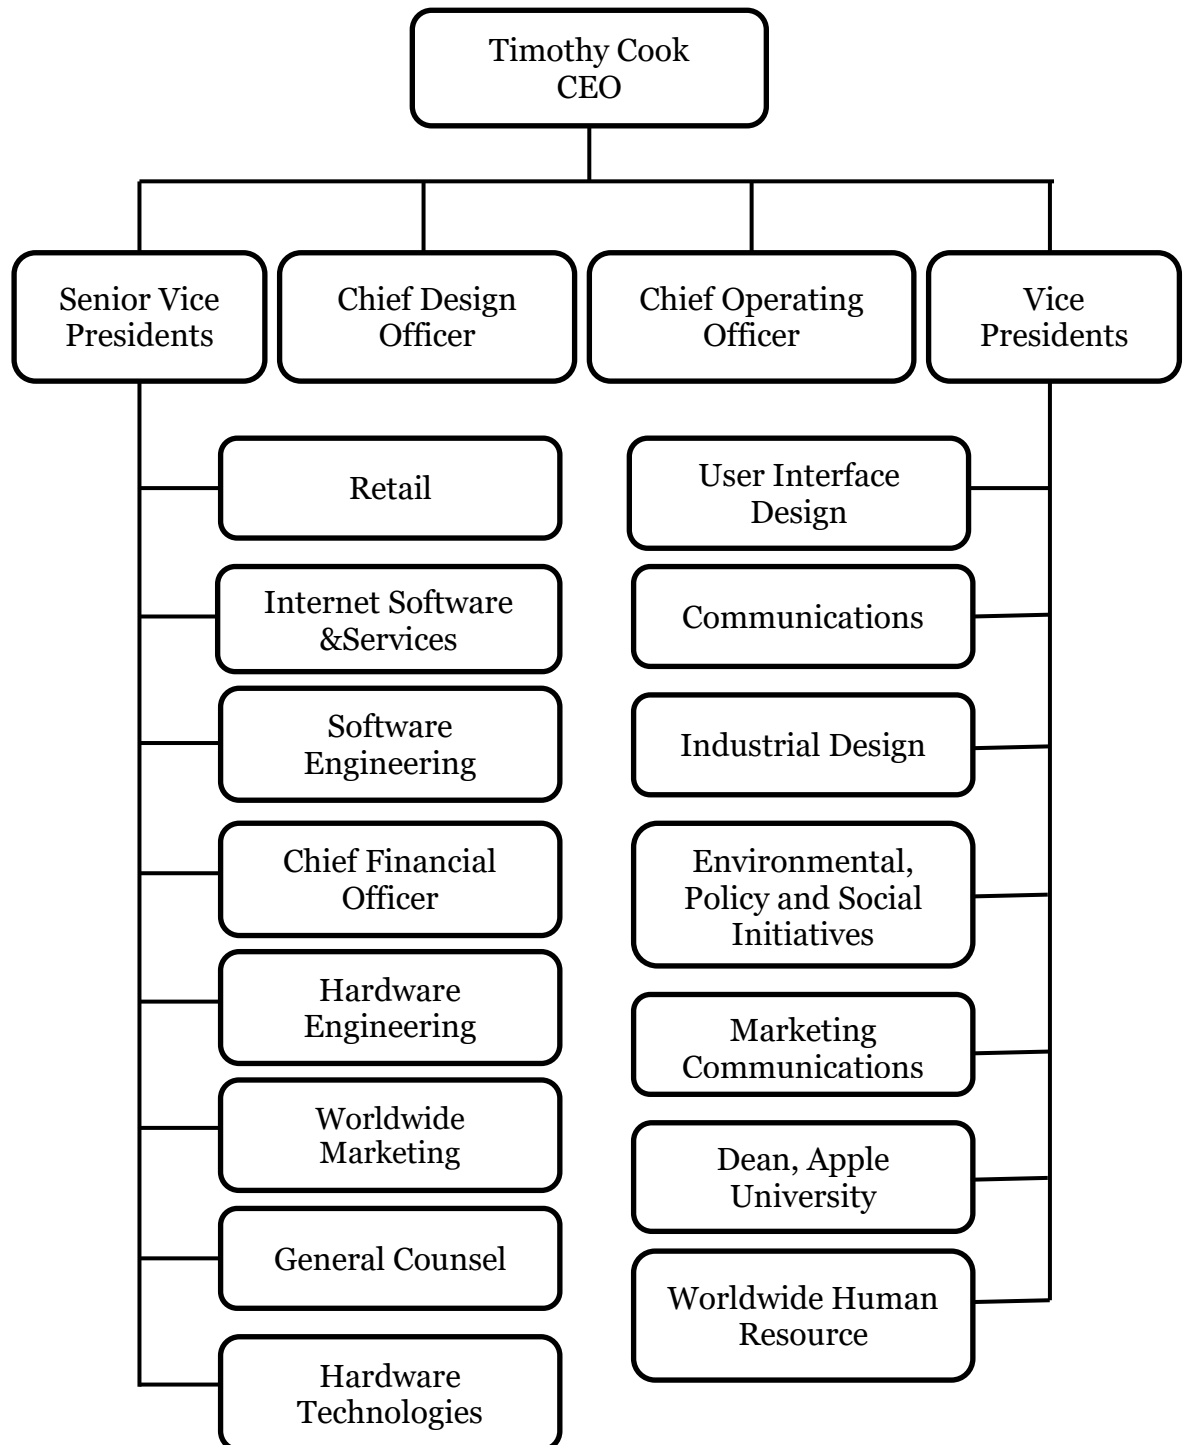 Timothy Cook
CEO
Senior Vice
Presidents
Chief Design
Officer
Chief Operating
Officer
Vice
Presidents
Retail
Internet Software
&Services
Software
Engineering
Chief Financial
Officer
Hardware
Engineering
Worldwide
Marketing
General Counsel
Hardware
Technologies
User Interface
Design
Communications
Industrial Design
Environmental,
Policy and Social
Initiatives
Marketing
Communications
Dean, Apple
University
Worldwide Human
Resource